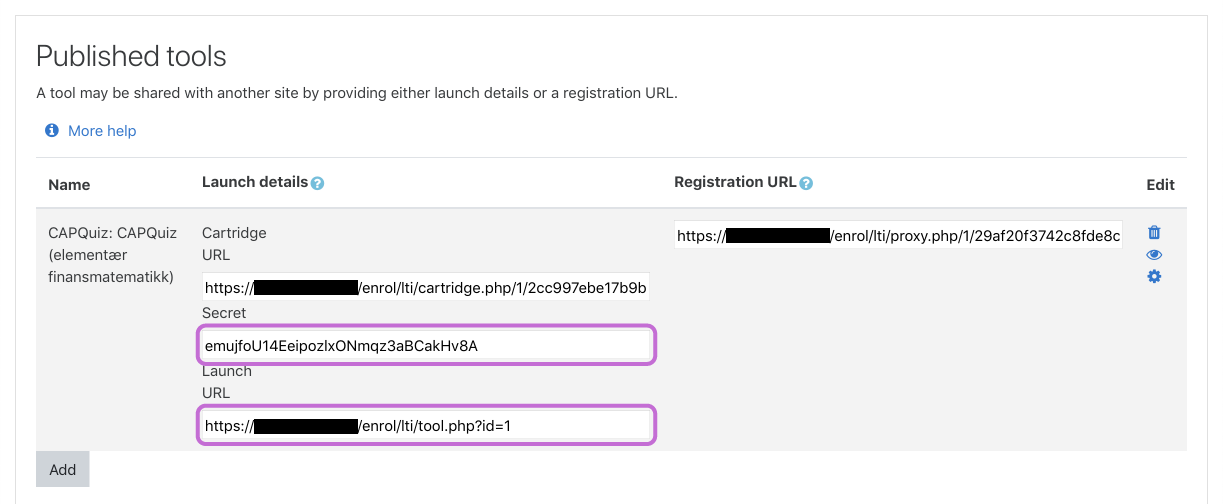 Published tools
A tool may be shared with another site by providing either launch details or a registration URL.
More help
Name
Launch details
Registration URL
Edit
CAPQuiz: CAPQuiz
(elementær
finansmatematikk)
Cartridge
URL
https:// /enrol/lti/cartridge.php/1/2cc997ebe17b9b
Secret
emujfoU14EeipozlxONmqz3aBCakHv8A
Launch
URL
https:// /enrol/lti/tool.php?id=1
https:// /enrol/lti/proxy.php/1/29af20f3742c8fde8c
Add